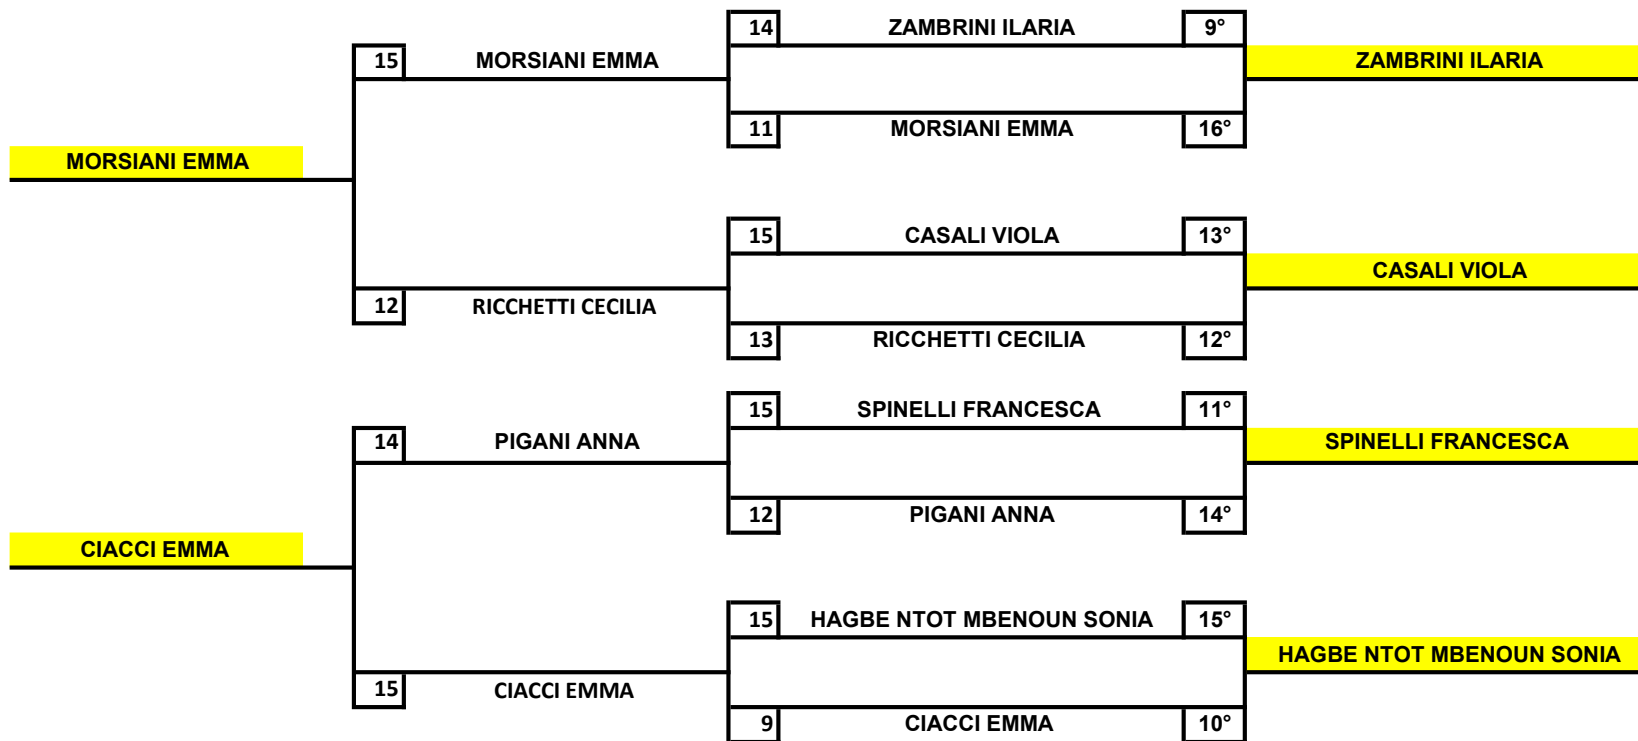 14 ZAMBRINI ILARIA 9°
15 MORSIANI EMMA ZAMBRINI ILARIA
11 MORSIANI EMMA 16°
MORSIANI EMMA
15 CASALI VIOLA 13°
CASALI VIOLA
12 RICCHETTI CECILIA
13 RICCHETTI CECILIA 12°
15 SPINELLI FRANCESCA 11°
14 PIGANI ANNA SPINELLI FRANCESCA
12 PIGANI ANNA 14°
CIACCI EMMA
15 HAGBE NTOT MBENOUN SONIA 15°
HAGBE NTOT MBENOUN SONIA
15 CIACCI EMMA
9 CIACCI EMMA 10°